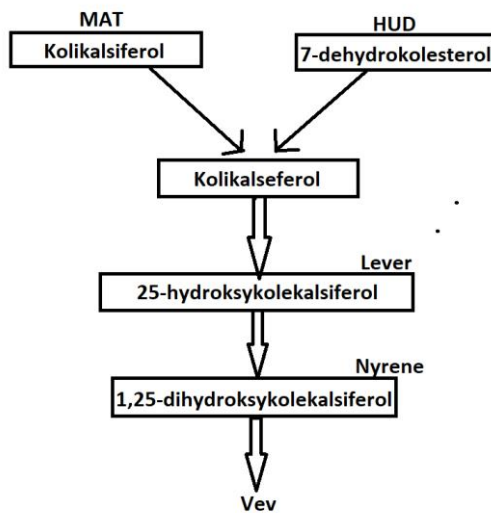 MAT
Kolikalsiferol
HUD
7-dehydrokolesterol
Kolikalseferol
Lever
25-hydroksykolekalsiferol
Nyrene
1,25-dihydroksykolekalsiferol
Vev